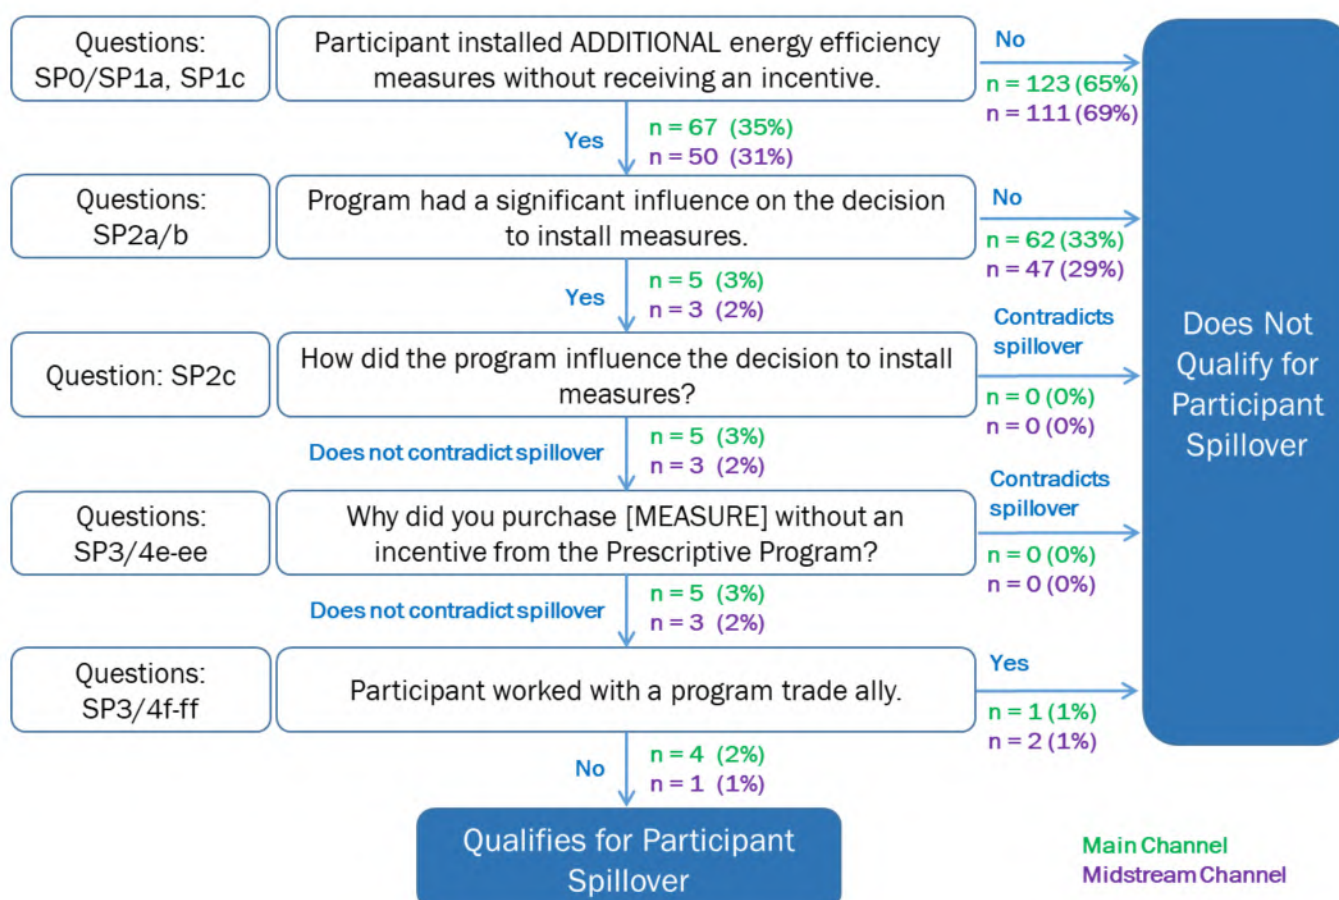 Questions:
SP0/SP1a, SP1c
Participant installed ADDITIONAL energy efficiency
measures without receiving an incentive.
No
n = 123 (65%)
n = 111 (69%)
Yes
n = 67 (35%)
n = 50 (31%)
Questions:
SP2a/b
Program had a significant influence on the decision
to install measures.
No
n = 62 (33%)
n = 47 (29%)
Yes
n = 5 (3%)
n = 3 (2%)
Question: SP2c
How did the program influence the decision to install
measures?
Contradicts
spillover
n = 0 (0%)
n = 0 (0%)
Does not contradict spillover
n = 5 (3%)
n = 3 (2%)
Questions:
SP3/4e-ee
Why did you purchase [MEASURE] without an
incentive from the Prescriptive Program?
Contradicts
spillover
n = 0 (0%)
n = 0 (0%)
Does not contradict spillover
n = 5 (3%)
n = 3 (2%)
Questions:
SP3/4f-ff
Participant worked with a program trade ally.
Yes
n = 1 (1%)
n = 2 (1%)
No
n = 4 (2%)
n = 1 (1%)
Does Not
Qualify for
Participant
Spillover
Qualifies for Participant
Spillover
Main Channel
Midstream Channel